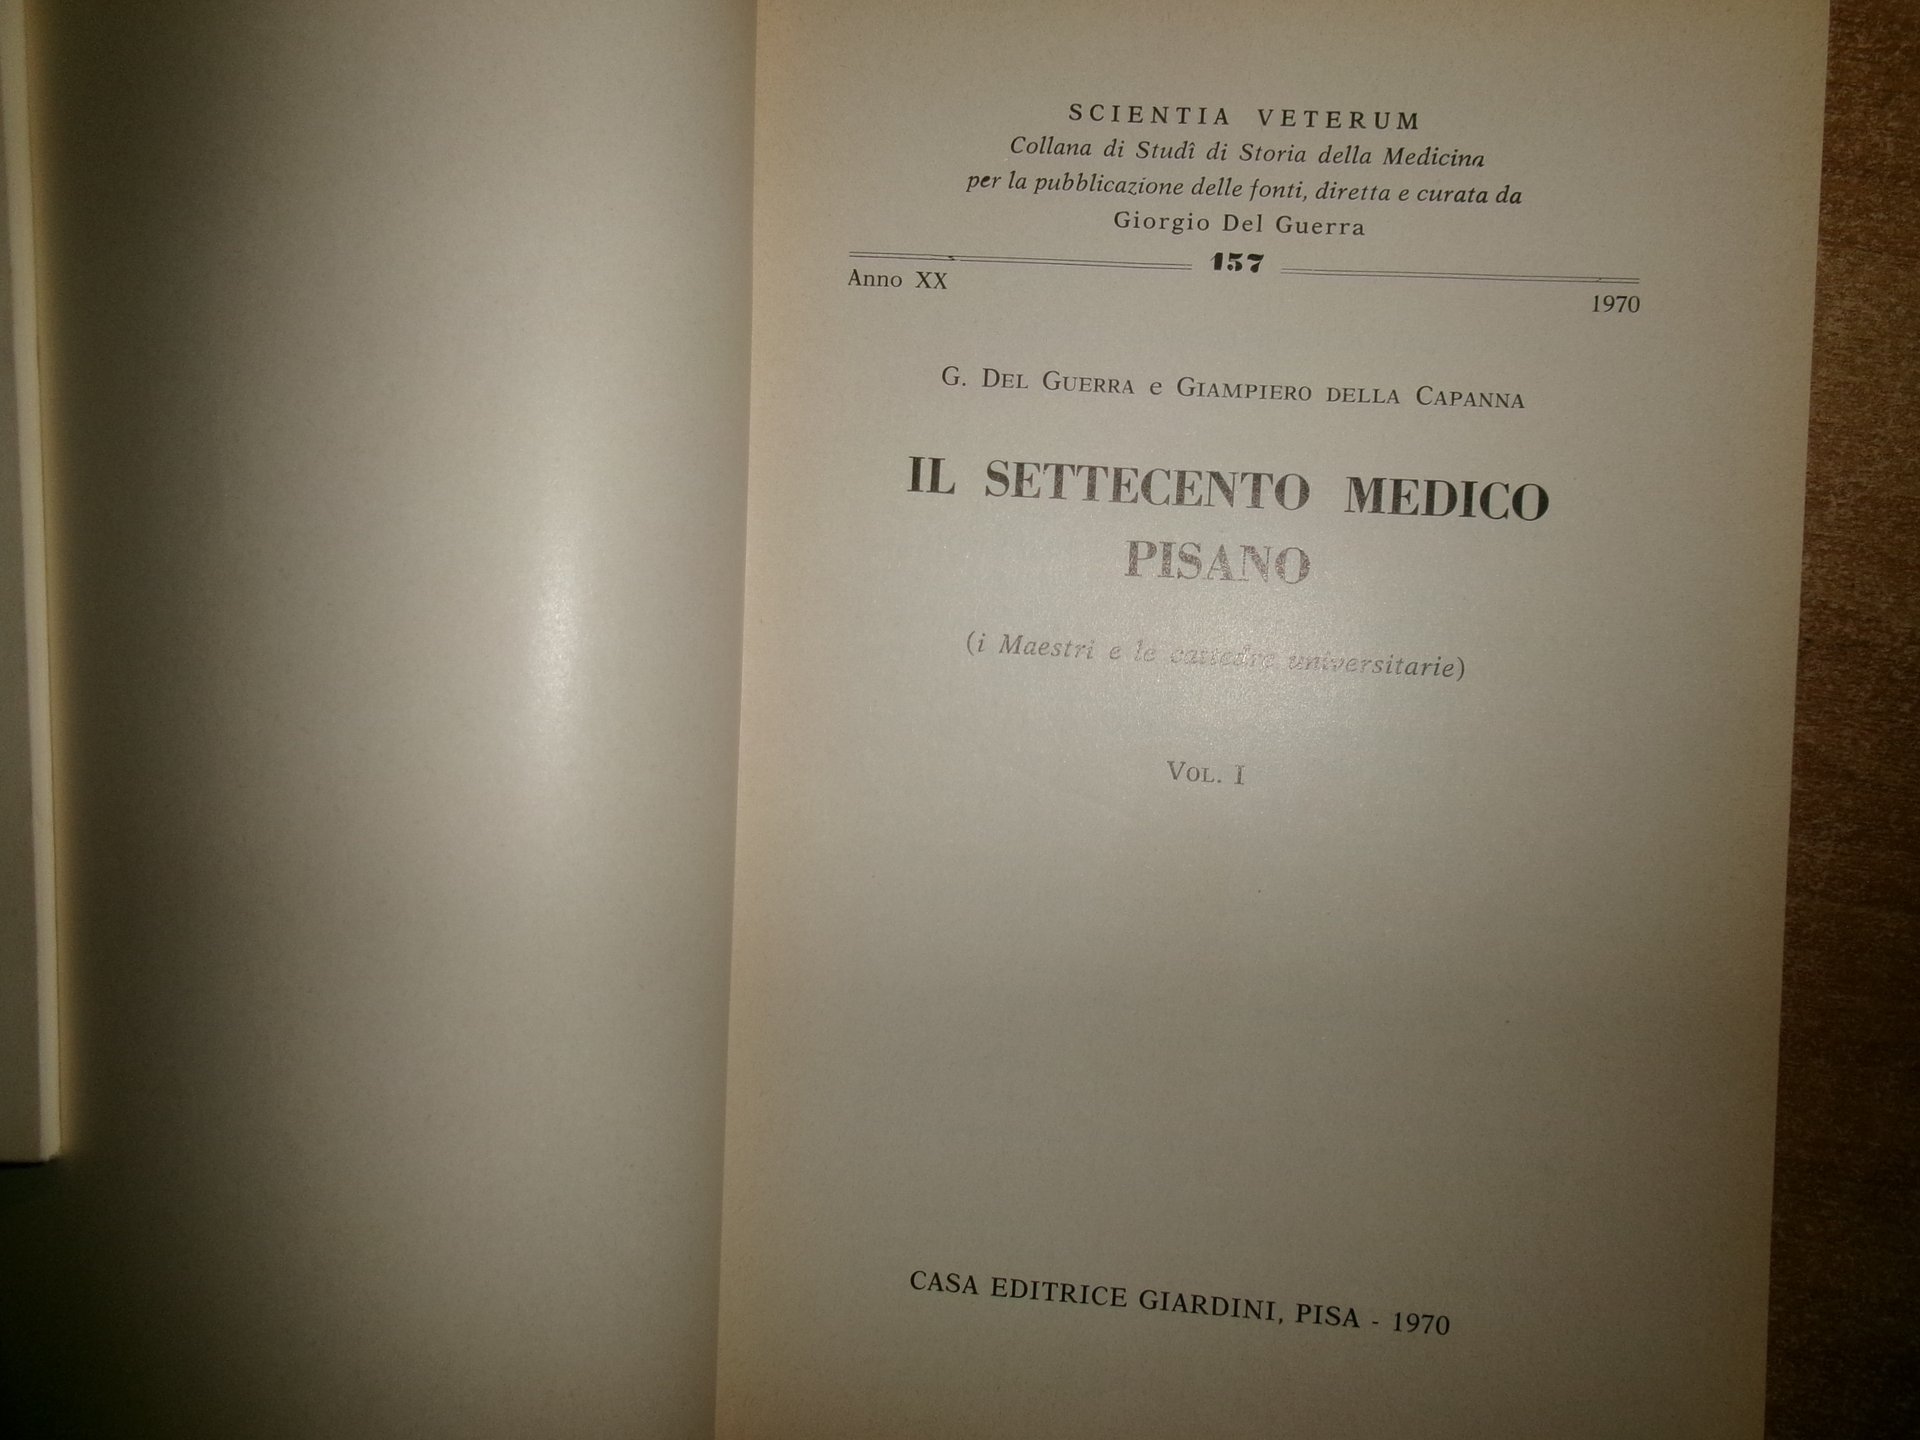 SCIENTIA VETERUM
Collana di Studî di Storia della Medicina
per la pubblicazione delle fonti, diretta e curata da
Giorgio Del Guerra
157
Anno XX
1970
G. DEL GUERRA e GIAMPIERO DELLA CAPANNA
IL SETTECENTO MEDICO
PISANO
(i Maestri e le cattedre universitarie)
VOL. I
CASA EDITRICE GIARDINI, PISA - 1970